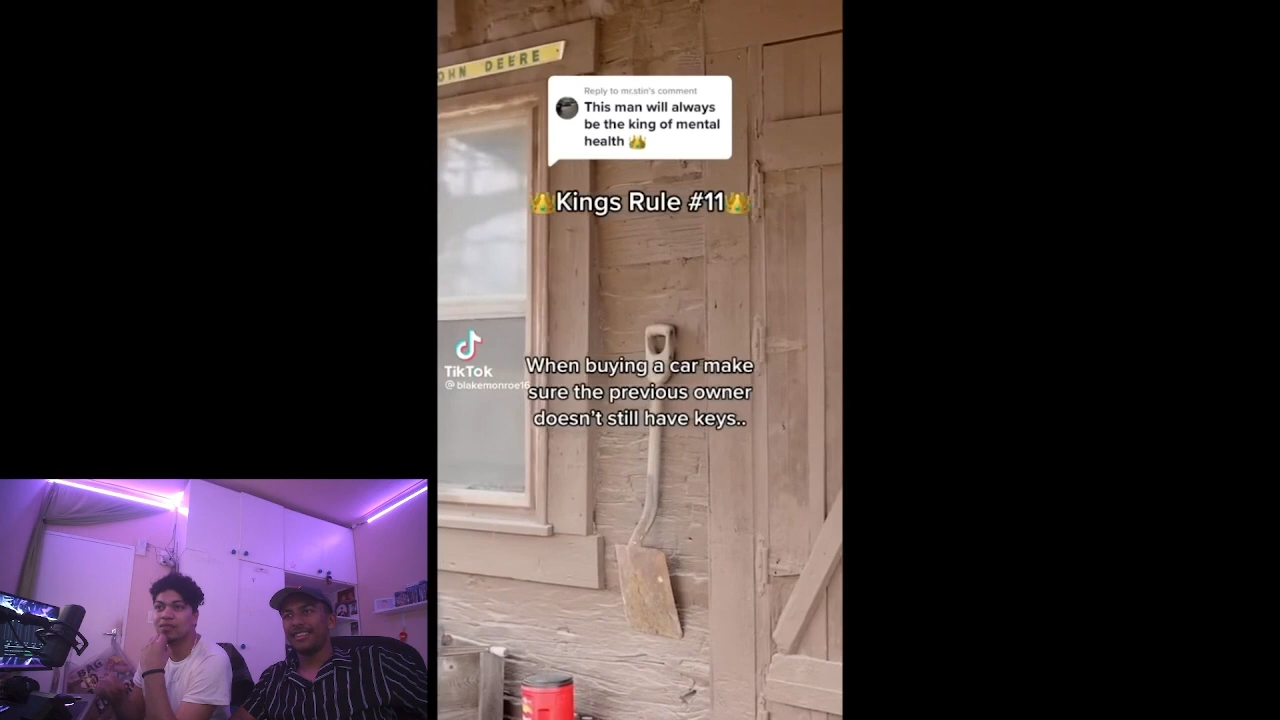 OHN DEERE
Reply to mr.stin's comment
This man will always
be the king of mental
health 👑
👑Kings Rule #11👑
When buying a car make
sure the previous owner
doesn't still have keys..
TikTok
@blakemonroe16